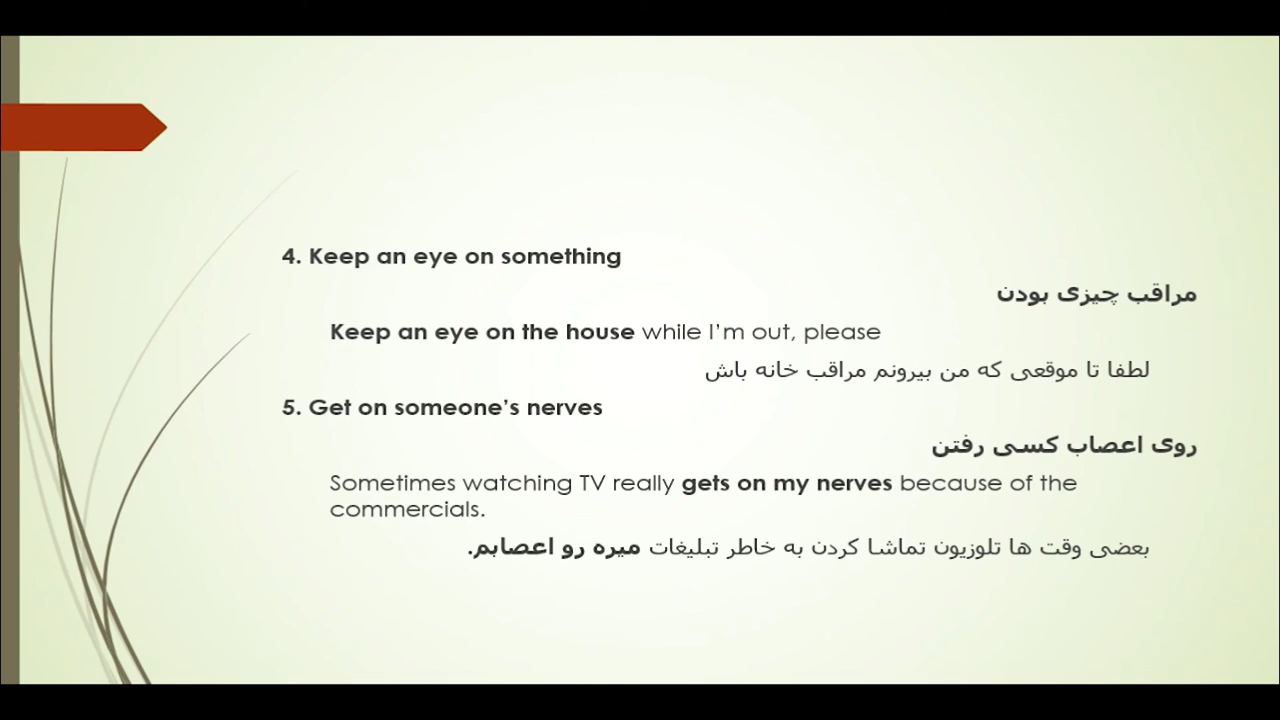 4. Keep an eye on something
مراقب چیزی بودن
Keep an eye on the house while I’m out, please
لطفا تا موقعی که من بیرونم مراقب خانه باش
5. Get on someone’s nerves
روی اعصاب کسی رفتن
Sometimes watching TV really gets on my nerves because of the
commercials.
بعضی وقت ها تلوزیون تماشا کردن به خاطر تبلیغات میره رو اعصابم.